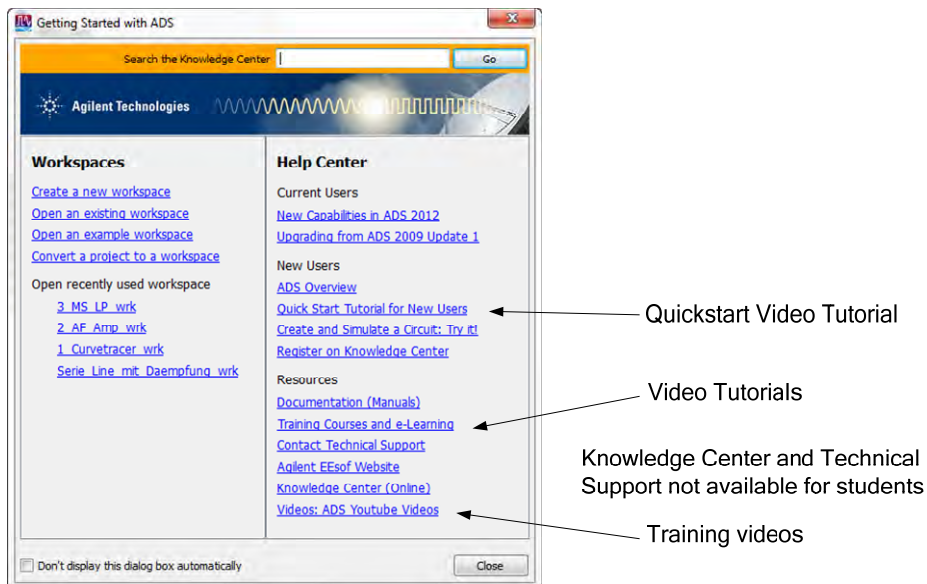 Getting Started with ADS
Search the Knowledge Center
Go
Agilent Technologies
Workspaces
Create a new workspace
Open an existing workspace
Open an example workspace
Convert a project to a workspace
Open recently used workspace
3_MS_LP_wrk
2_AF_Amp_wrk
1_Curvetracer_wrk
Serie_Line_mit_Daempfung_wrk
Help Center
Current Users
New Capabilities in ADS 2012
Upgrading from ADS 2009 Update 1
New Users
ADS Overview
Quick Start Tutorial for New Users
Create and Simulate a Circuit: Try it!
Register on Knowledge Center
Resources
Documentation (Manuals)
Training Courses and e-Learning
Contact Technical Support
Agilent EEsof Website
Knowledge Center (Online)
Videos: ADS Youtube Videos
Don't display this dialog box automatically
Close
Quickstart Video Tutorial
Video Tutorials
Knowledge Center and Technical
Support not available for students
Training videos